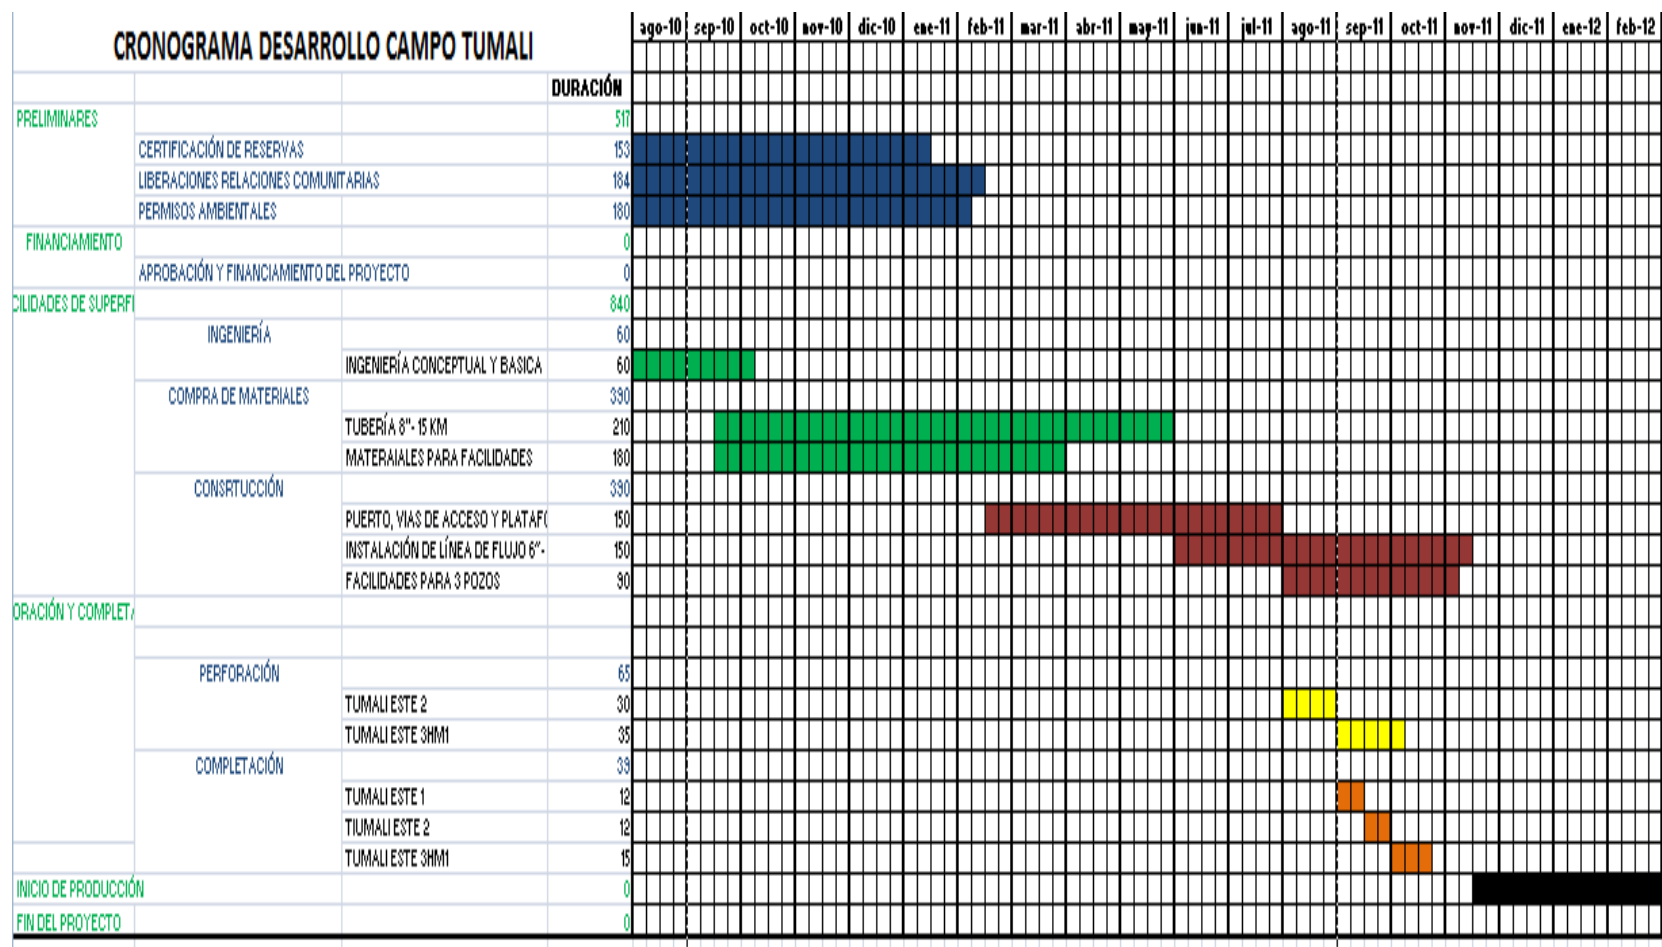 CRONOGRAMA DESARROLLO CAMPO TUMALI
ago-10 sep-10 oct-10 nov-10 dic-10 ene-11 feb-11 mar-11 abr-11 may-11 jun-11 jul-11 ago-11 sep-11 oct-11 nov-11 dic-11 ene-12 feb-12
DURACIÓN
PRELIMINARES 517
CERTIFICACIÓN DE RESERVAS 153
LIBERACIONES RELACIONES COMUNITARIAS 184
PERMISOS AMBIENTALES 180
FINANCIAMIENTO 0
APROBACIÓN Y FINANCIAMIENTO DEL PROYECTO 0
CILIDADES DE SUPERFI 840
INGENIERÍA 60
INGENIERÍA CONCEPTUAL Y BASICA 60
COMPRA DE MATERIALES 390
TUBERÍA 8"- 15 KM 210
MATERAIALES PARA FACILIDADES 180
CONSRTUCCIÓN 390
PUERTO, VIAS DE ACCESO Y PLATAFO 150
INSTALACIÓN DE LÍNEA DE FLUJO 6"- 150
FACILIDADES PARA 3 POZOS 90
ORACIÓN Y COMPLETA
PERFORACIÓN 65
TUMALI ESTE 2 30
TUMALI ESTE 3HM1 35
COMPLETACIÓN 39
TUMALI ESTE 1 12
TIUMALI ESTE 2 12
TUMALI ESTE 3HM1 15
INICIO DE PRODUCCIÓN 0
FIN DEL PROYECTO 0